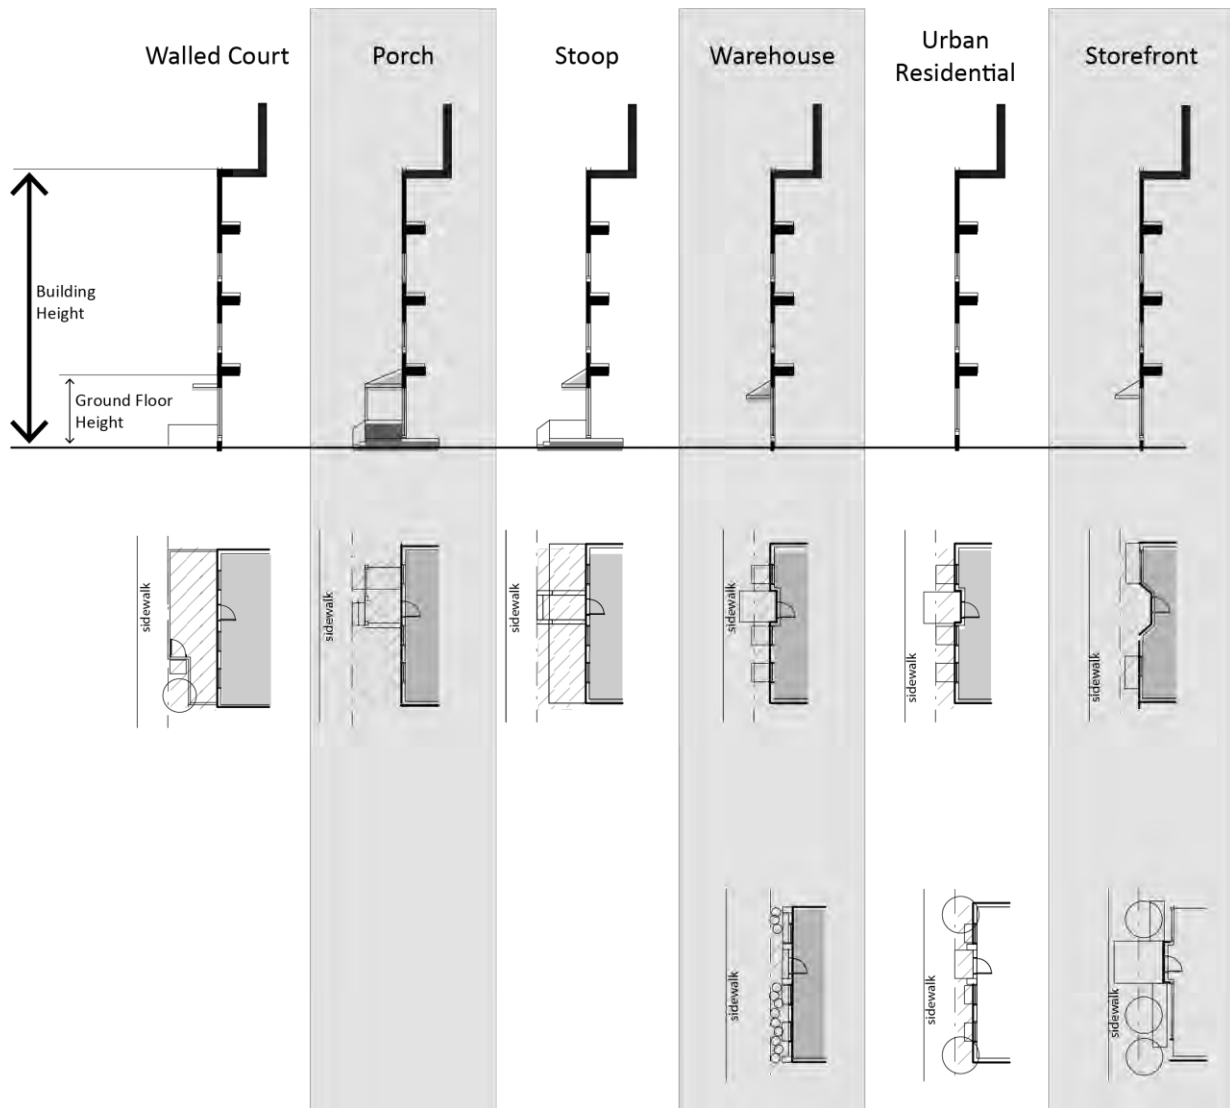 Walled Court
Porch
Stoop
Warehouse
Urban
Residential
Storefront
Building
Height
Ground Floor
Height
sidewalk
sidewalk
sidewalk
sidewalk
sidewalk
sidewalk
sidewalk
sidewalk
sidewalk